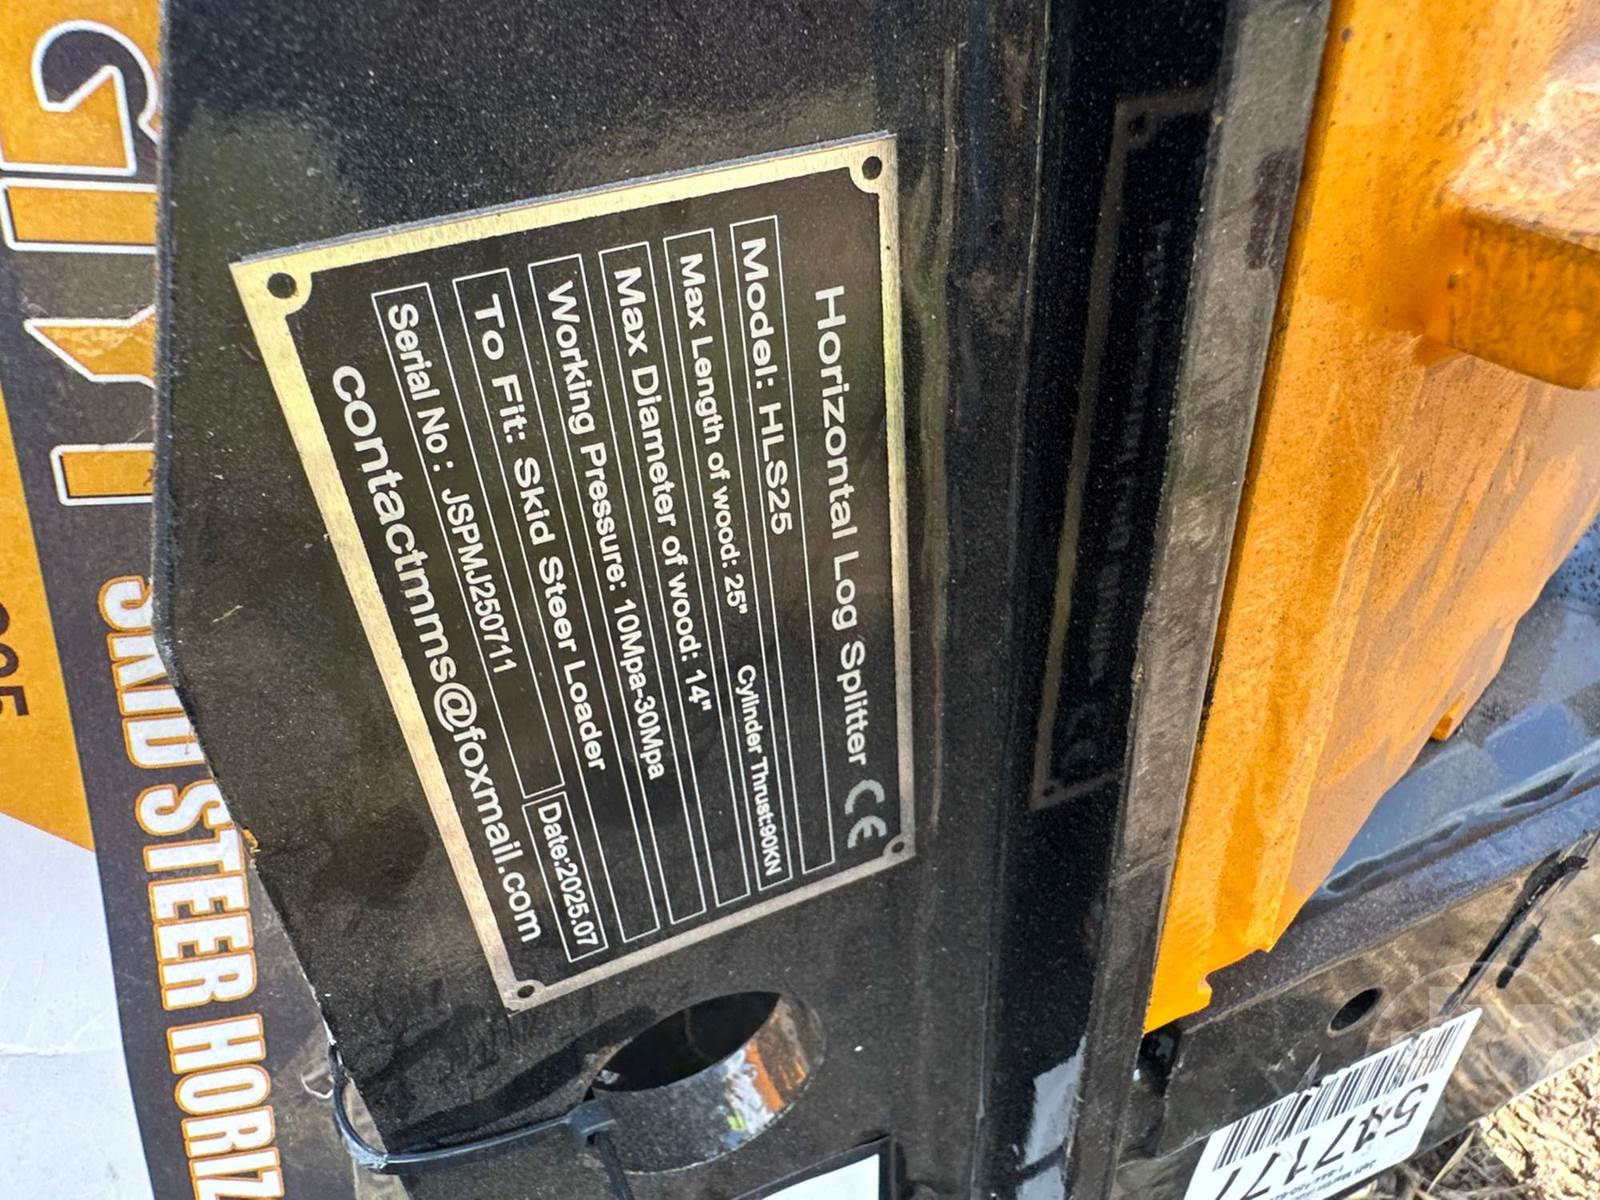 Horizontal Log Splitter CE
Model: HLS25
Max Length of wood: 25" Cylinder Thrust:90KN
Max Diameter of wood: 14"
Working Pressure: 10Mpa-30Mpa
To Fit: Skid Steer Loader
Serial No: JSPMJ250711 Date:2025.07
contactmms@foxmail.com
SKID STEER HORIZ